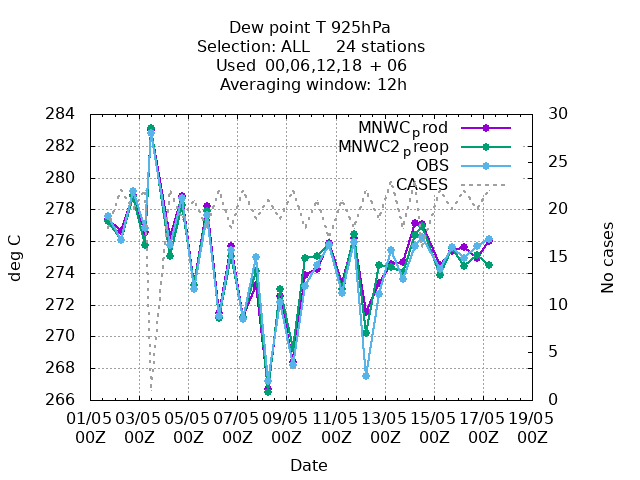 Dew point T 925hPa
Selection: ALL 24 stations
Used 00,06,12,18 + 06
Averaging window: 12h
284
282
280
278
276
274
272
270
268
266
deg C
30
25
20
15
10
5
0
No cases
MNWCprod
MNWC2preop
OBS
CASES
01/05 03/05 05/05 07/05 09/05 11/05 13/05 15/05 17/05 19/05
00Z 00Z 00Z 00Z 00Z 00Z 00Z 00Z 00Z 00Z
Date